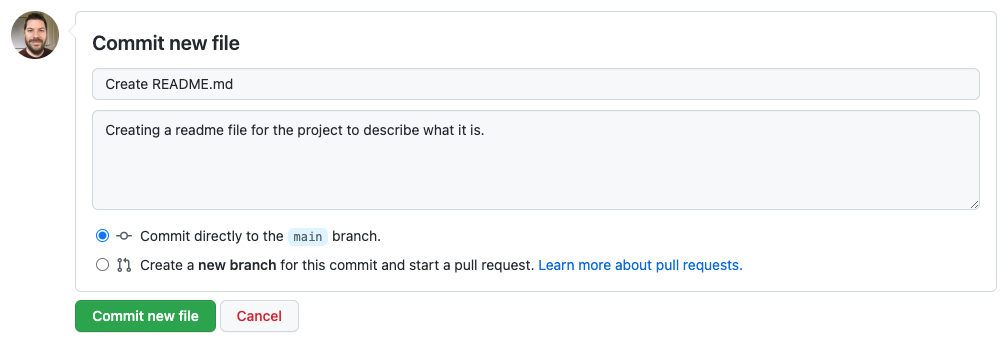 Commit new file
Create README.md
Creating a readme file for the project to describe what it is.
Commit directly to the main branch.
Create a new branch for this commit and start a pull request. Learn more about pull requests.
Commit new file
Cancel